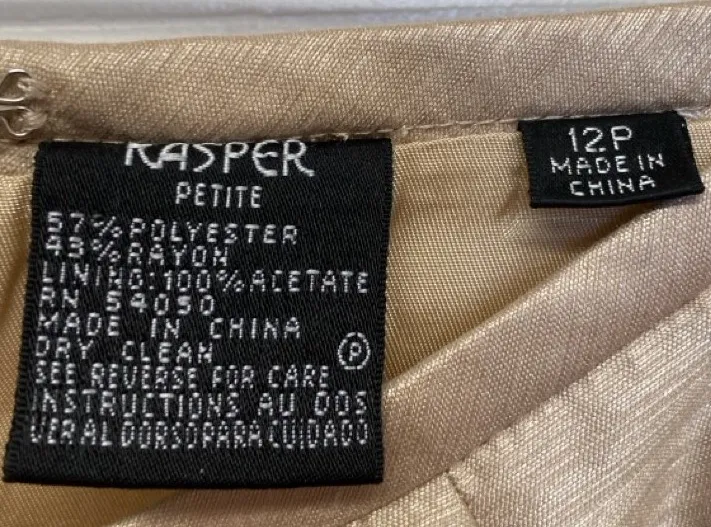 KASPER
PETITE
57% POLYESTER
43% RAYON
LINING: 100% ACETATE
RN 54050
MADE IN CHINA
DRY CLEAN Ⓟ
SEE REVERSE FOR CARE
INSTRUCTIONS AU DOS
VER AL DORSO PARA CUIDADO
12P
MADE IN
CHINA